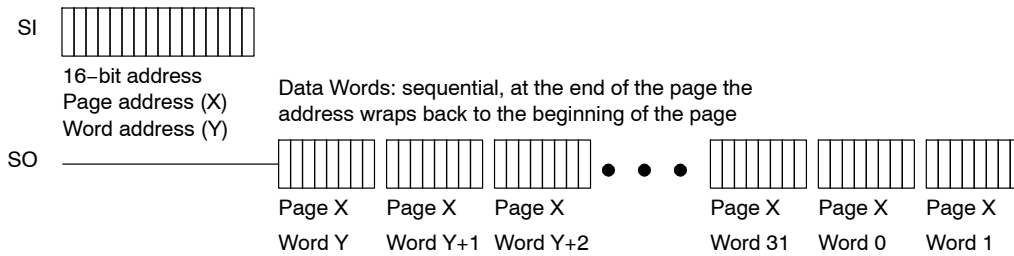 SI
16−bit address
Page address (X)
Word address (Y)
Data Words: sequential, at the end of the page the
address wraps back to the beginning of the page
SO
Page X Page X Page X Page X Page X Page X
Word Y Word Y+1 Word Y+2 Word 31 Word 0 Word 1